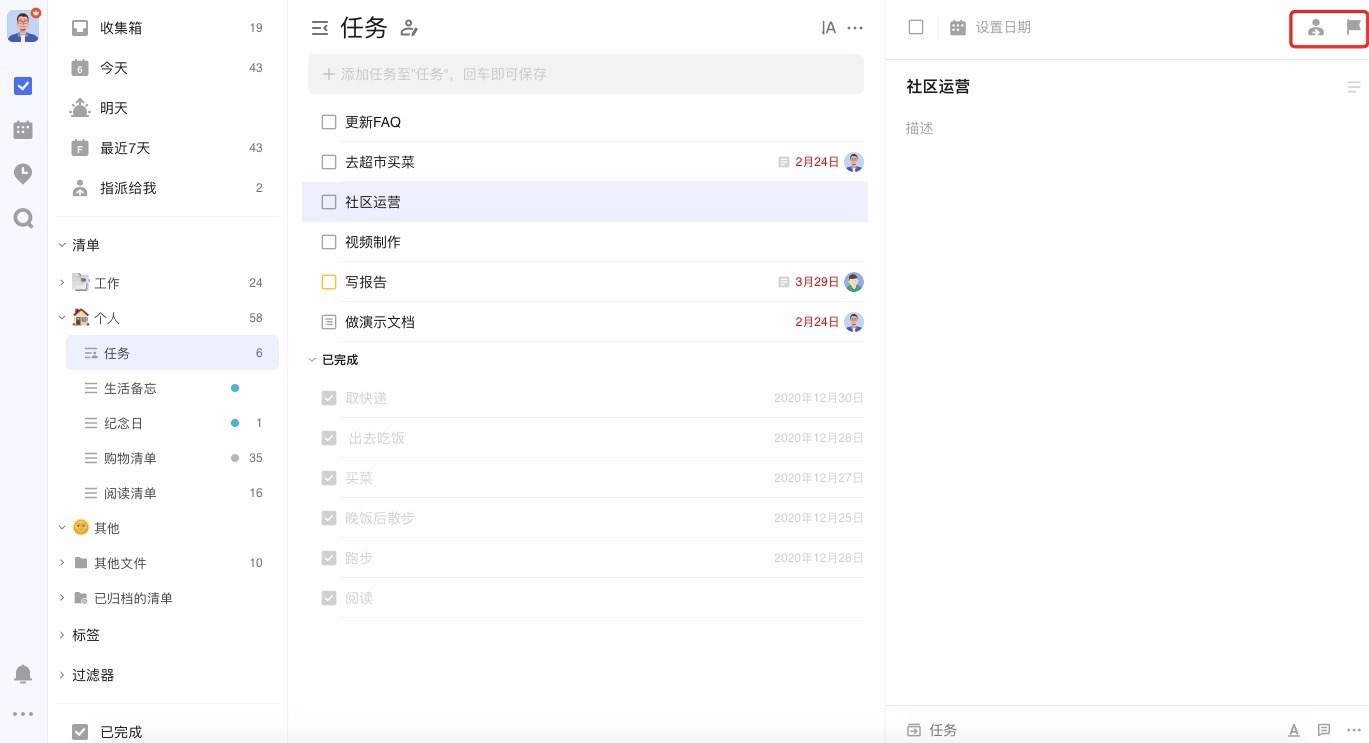 收集箱 19
6 今天 43
明天
F 最近7天 43
指派给我 2
清单
工作 24
个人 58
任务 6
生活备忘
纪念日 1
购物清单 35
阅读清单 16
其他
其他文件 10
已归档的清单
标签
过滤器
已完成
任务
A
+ 添加任务至"任务"，回车即可保存
更新FAQ
去超市买菜 2月24日
社区运营
视频制作
写报告 3月29日
做演示文档 2月24日
已完成
取快递 2020年12月30日
出去吃饭 2020年12月26日
买菜 2020年12月27日
晚饭后散步 2020年12月25日
跑步 2020年12月26日
阅读
设置日期
社区运营
描述
任务 A